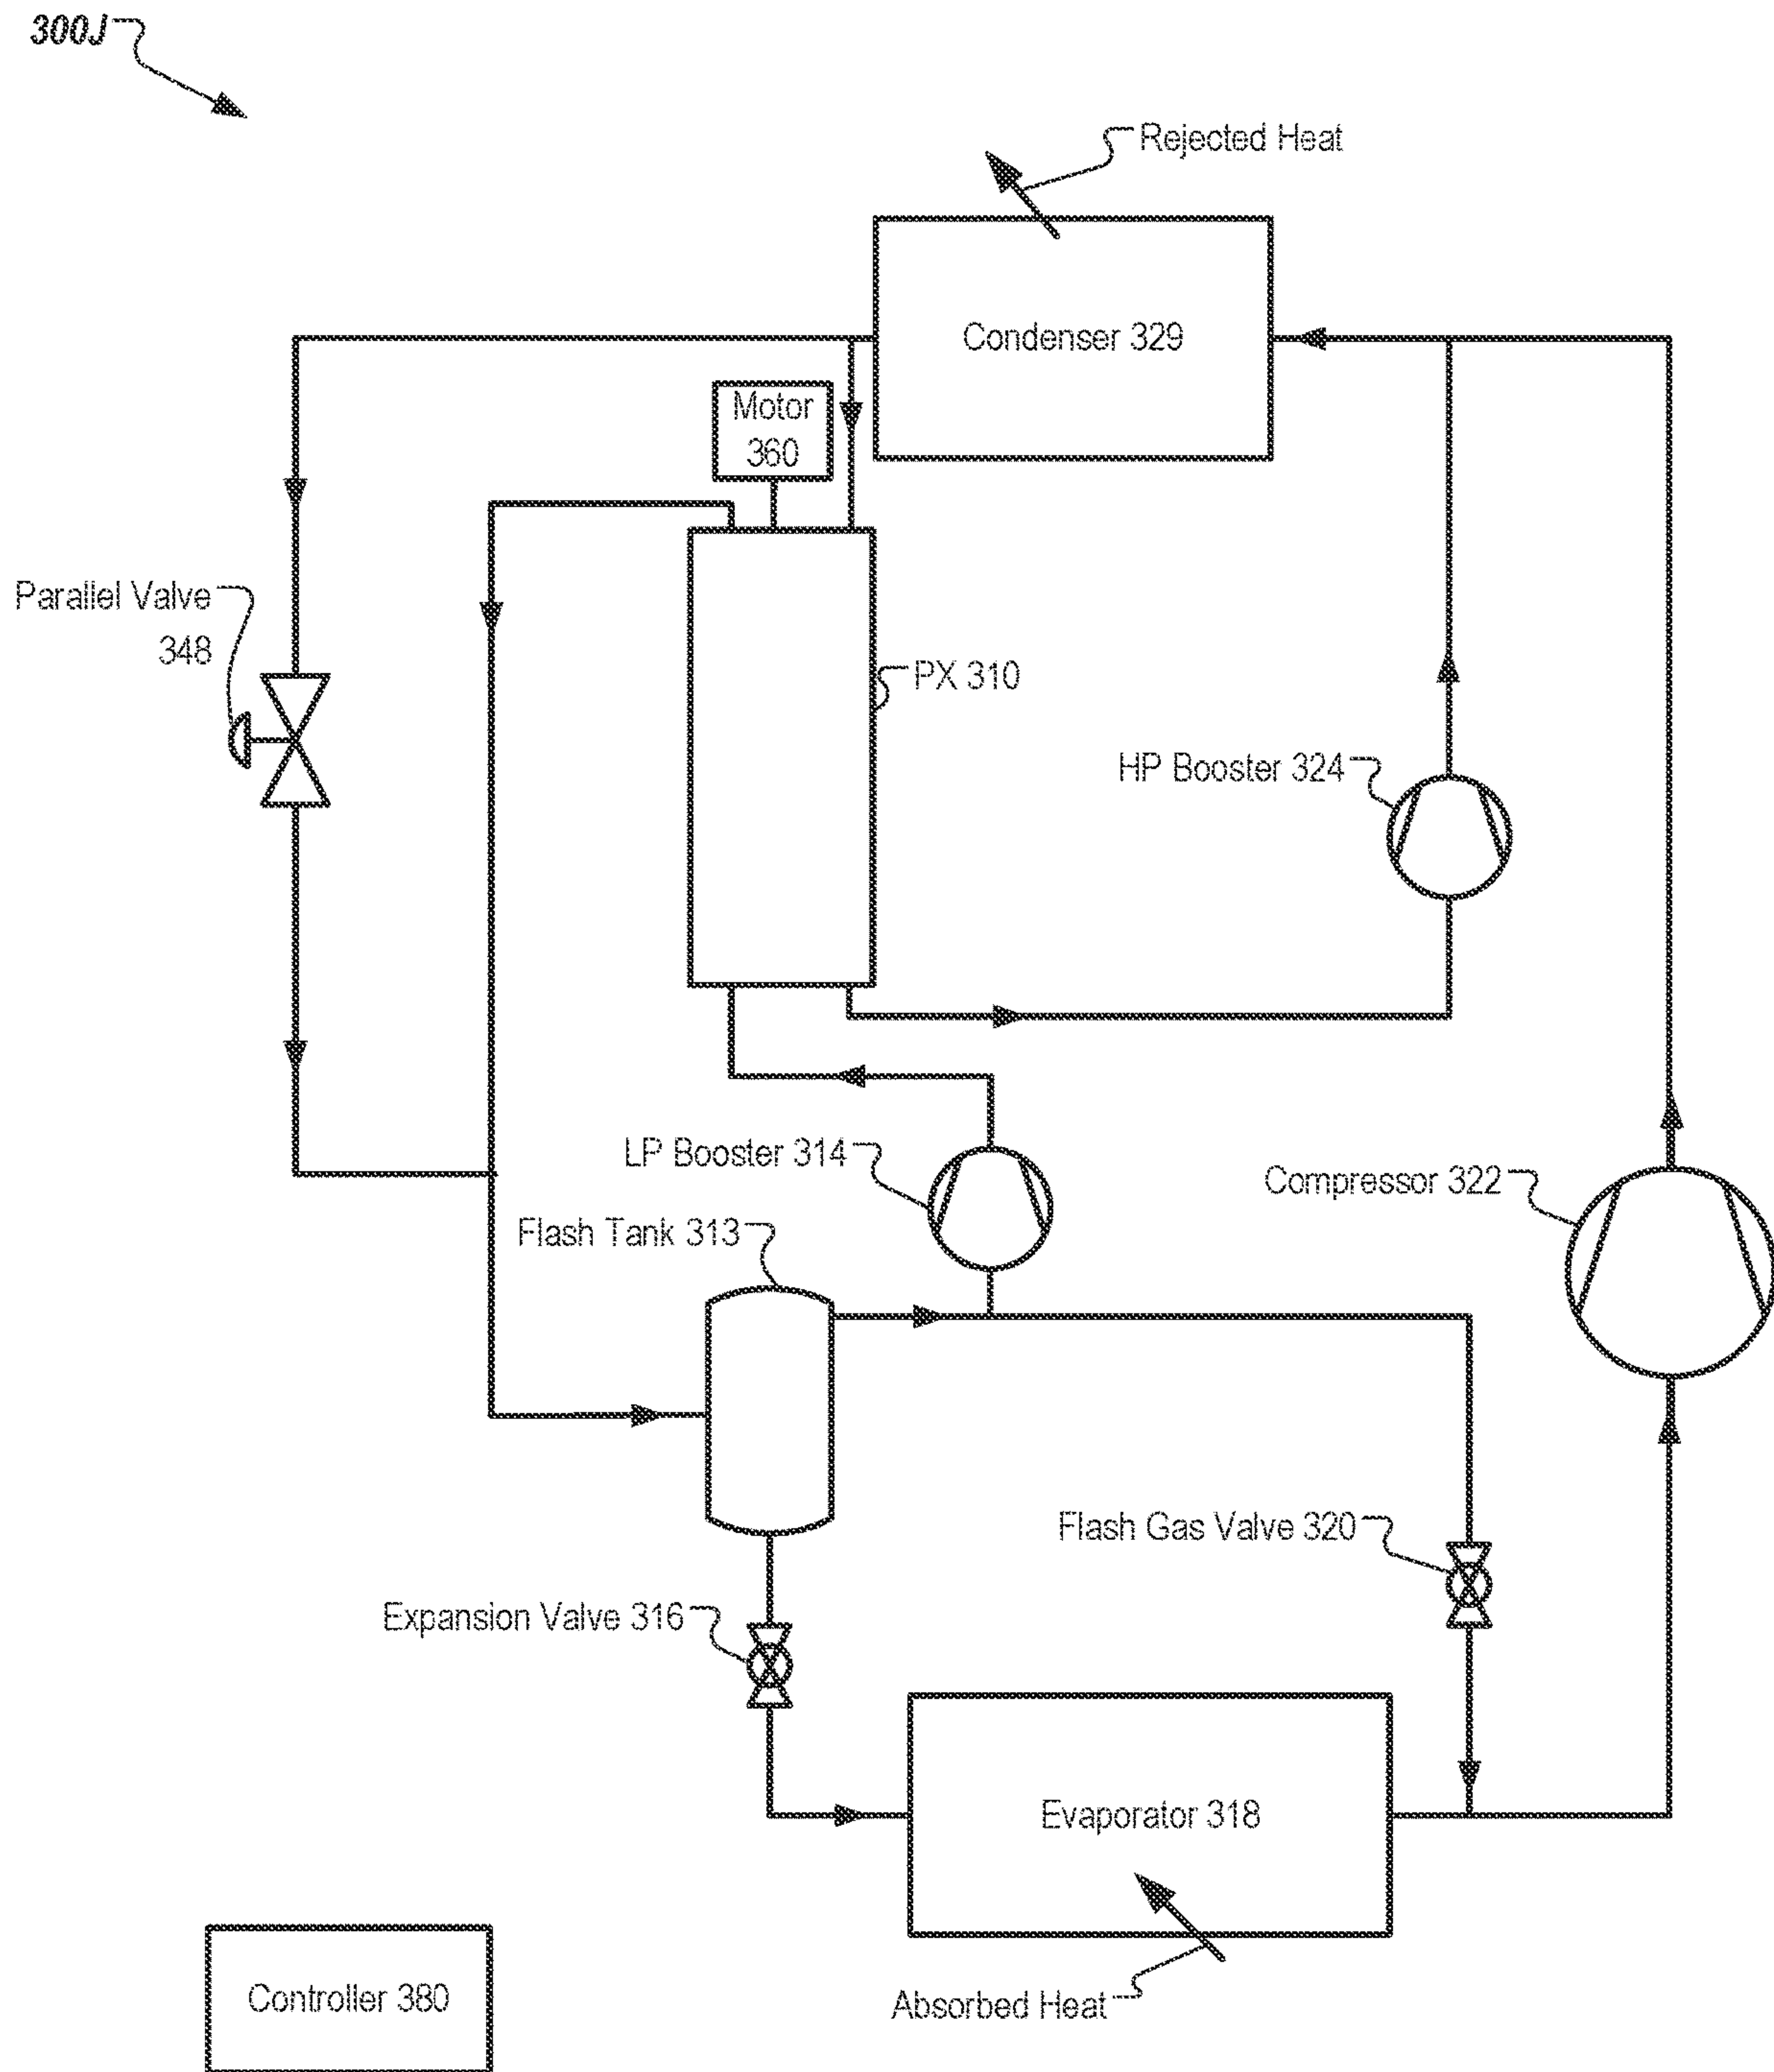 300J
Rejected Heat
Condenser 329
Motor
360
Parallel Valve
348
PX 310
HP Booster 324
LP Booster 314
Compressor 322
Flash Tank 313
Flash Gas Valve 320
Expansion Valve 316
Evaporator 318
Controller 380
Absorbed Heat